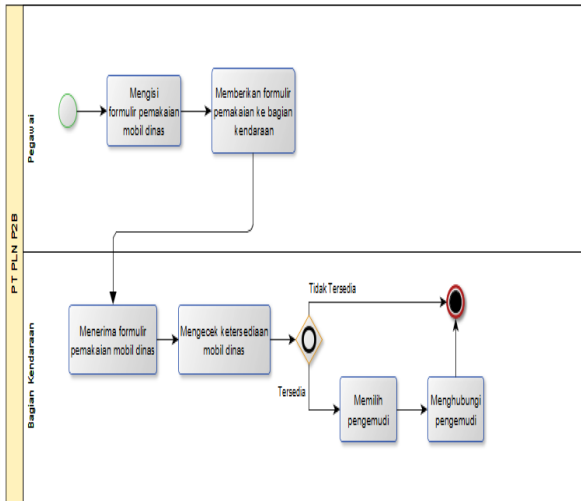 PT PLN P2B
Pegawai
Mengisi
formulir pemakaian
mobil dinas
Memberikan formulir
pemakaian ke bagian
kendaraan
Bagian Kendaraan
Menerima formulir
pemakaian mobil dinas
Mengecek ketersediaan
mobil dinas
Tidak Tersedia
Tersedia
Memilih
pengemudi
Menghubungi
pengemudi